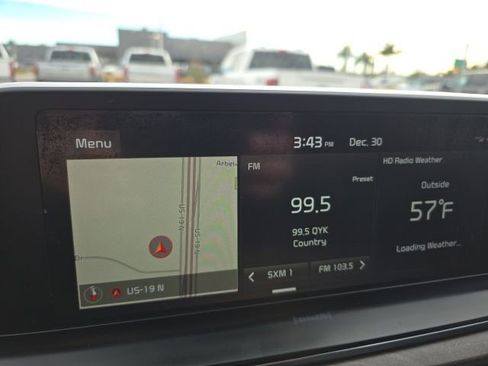 Menu
3:43 PM
Dec. 30
Arbel
US-19 N
US-19 N
Dr
US-19 N
FM
Preset
99.5
99.5 QYK
Country
SXM 1
FM 103.5
HD Radio Weather
Outside
57°F
Loading Weather...